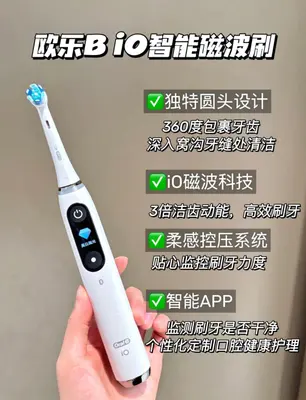 欧乐B iO智能磁波刷
✅独特圆头设计
360度包裹牙齿
深入窝沟牙缝处清洁
✅iO磁波科技
3倍洁齿动能，高效刷牙
✅柔感控压系统
贴心监控刷牙力度
✅智能APP
监测刷牙是否干净
个性化定制口腔健康护理
Oral-B
iO